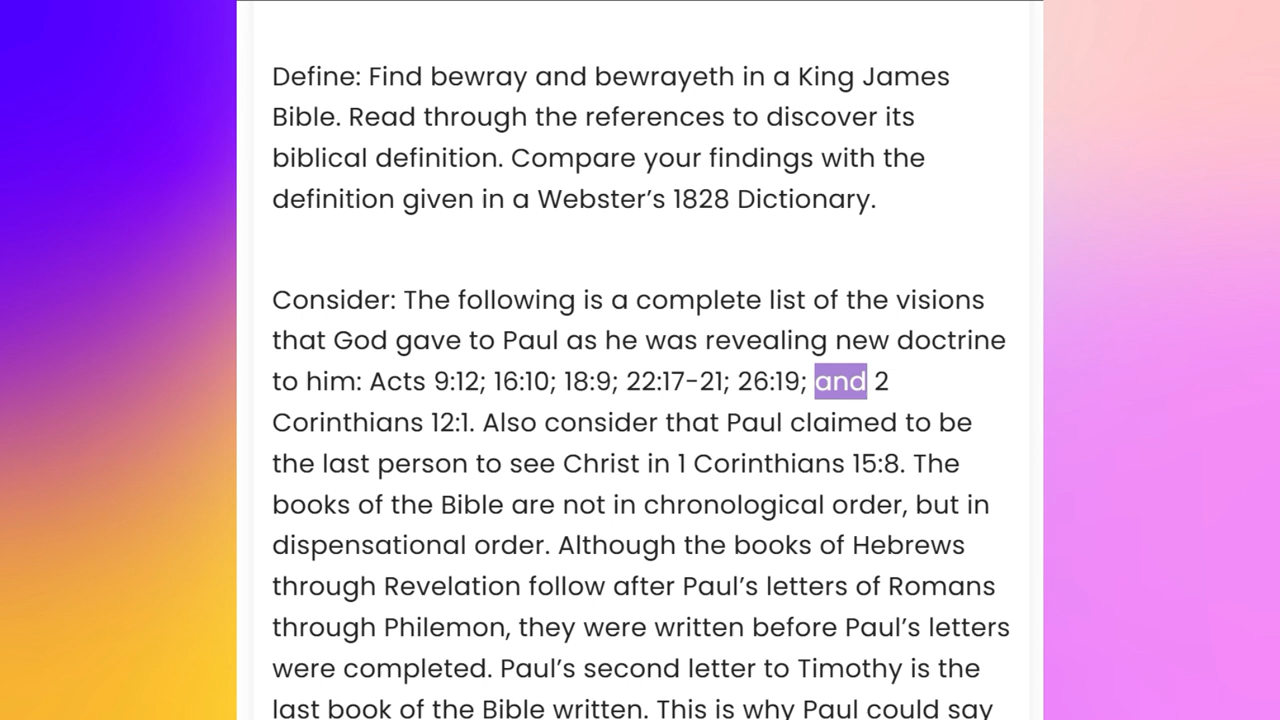 Define: Find bewray and bewrayeth in a King James
Bible. Read through the references to discover its
biblical definition. Compare your findings with the
definition given in a Webster’s 1828 Dictionary.
Consider: The following is a complete list of the visions
that God gave to Paul as he was revealing new doctrine
to him: Acts 9:12; 16:10; 18:9; 22:17-21; 26:19; and 2
Corinthians 12:1. Also consider that Paul claimed to be
the last person to see Christ in 1 Corinthians 15:8. The
books of the Bible are not in chronological order, but in
dispensational order. Although the books of Hebrews
through Revelation follow after Paul’s letters of Romans
through Philemon, they were written before Paul’s letters
were completed. Paul’s second letter to Timothy is the
last book of the Bible written. This is why Paul could say